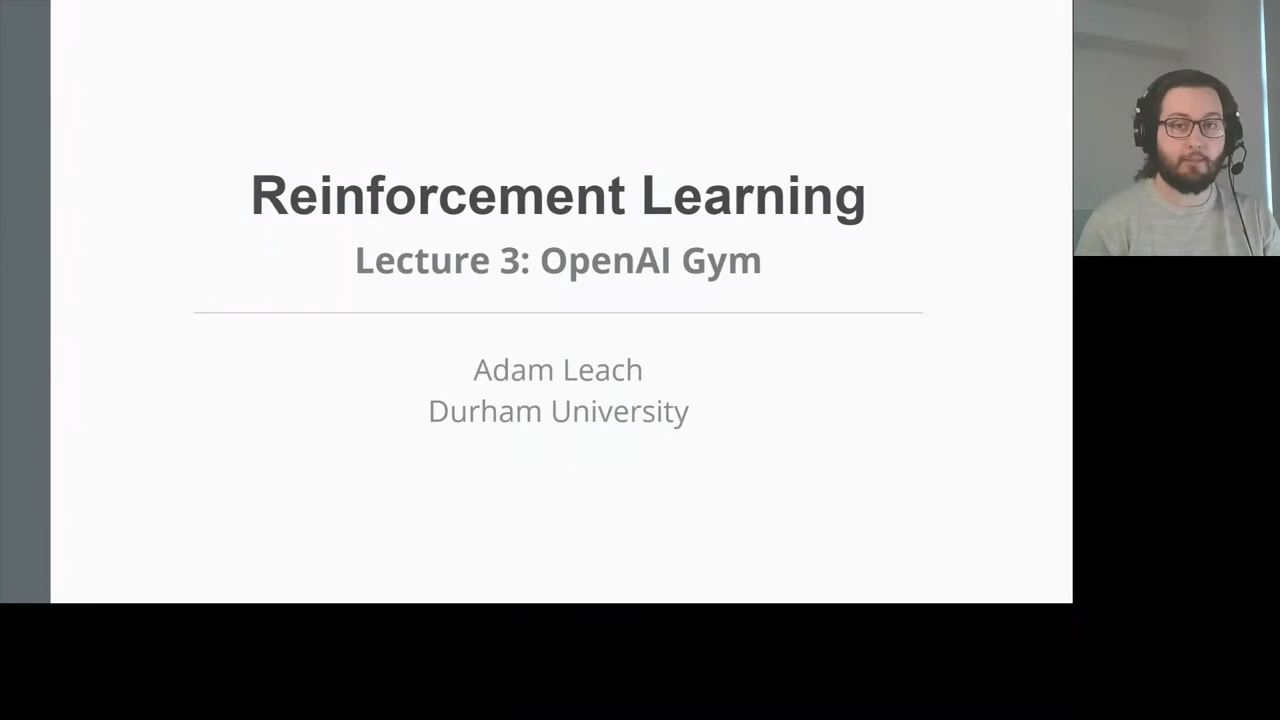 Reinforcement Learning
Lecture 3: OpenAI Gym
Adam Leach
Durham University